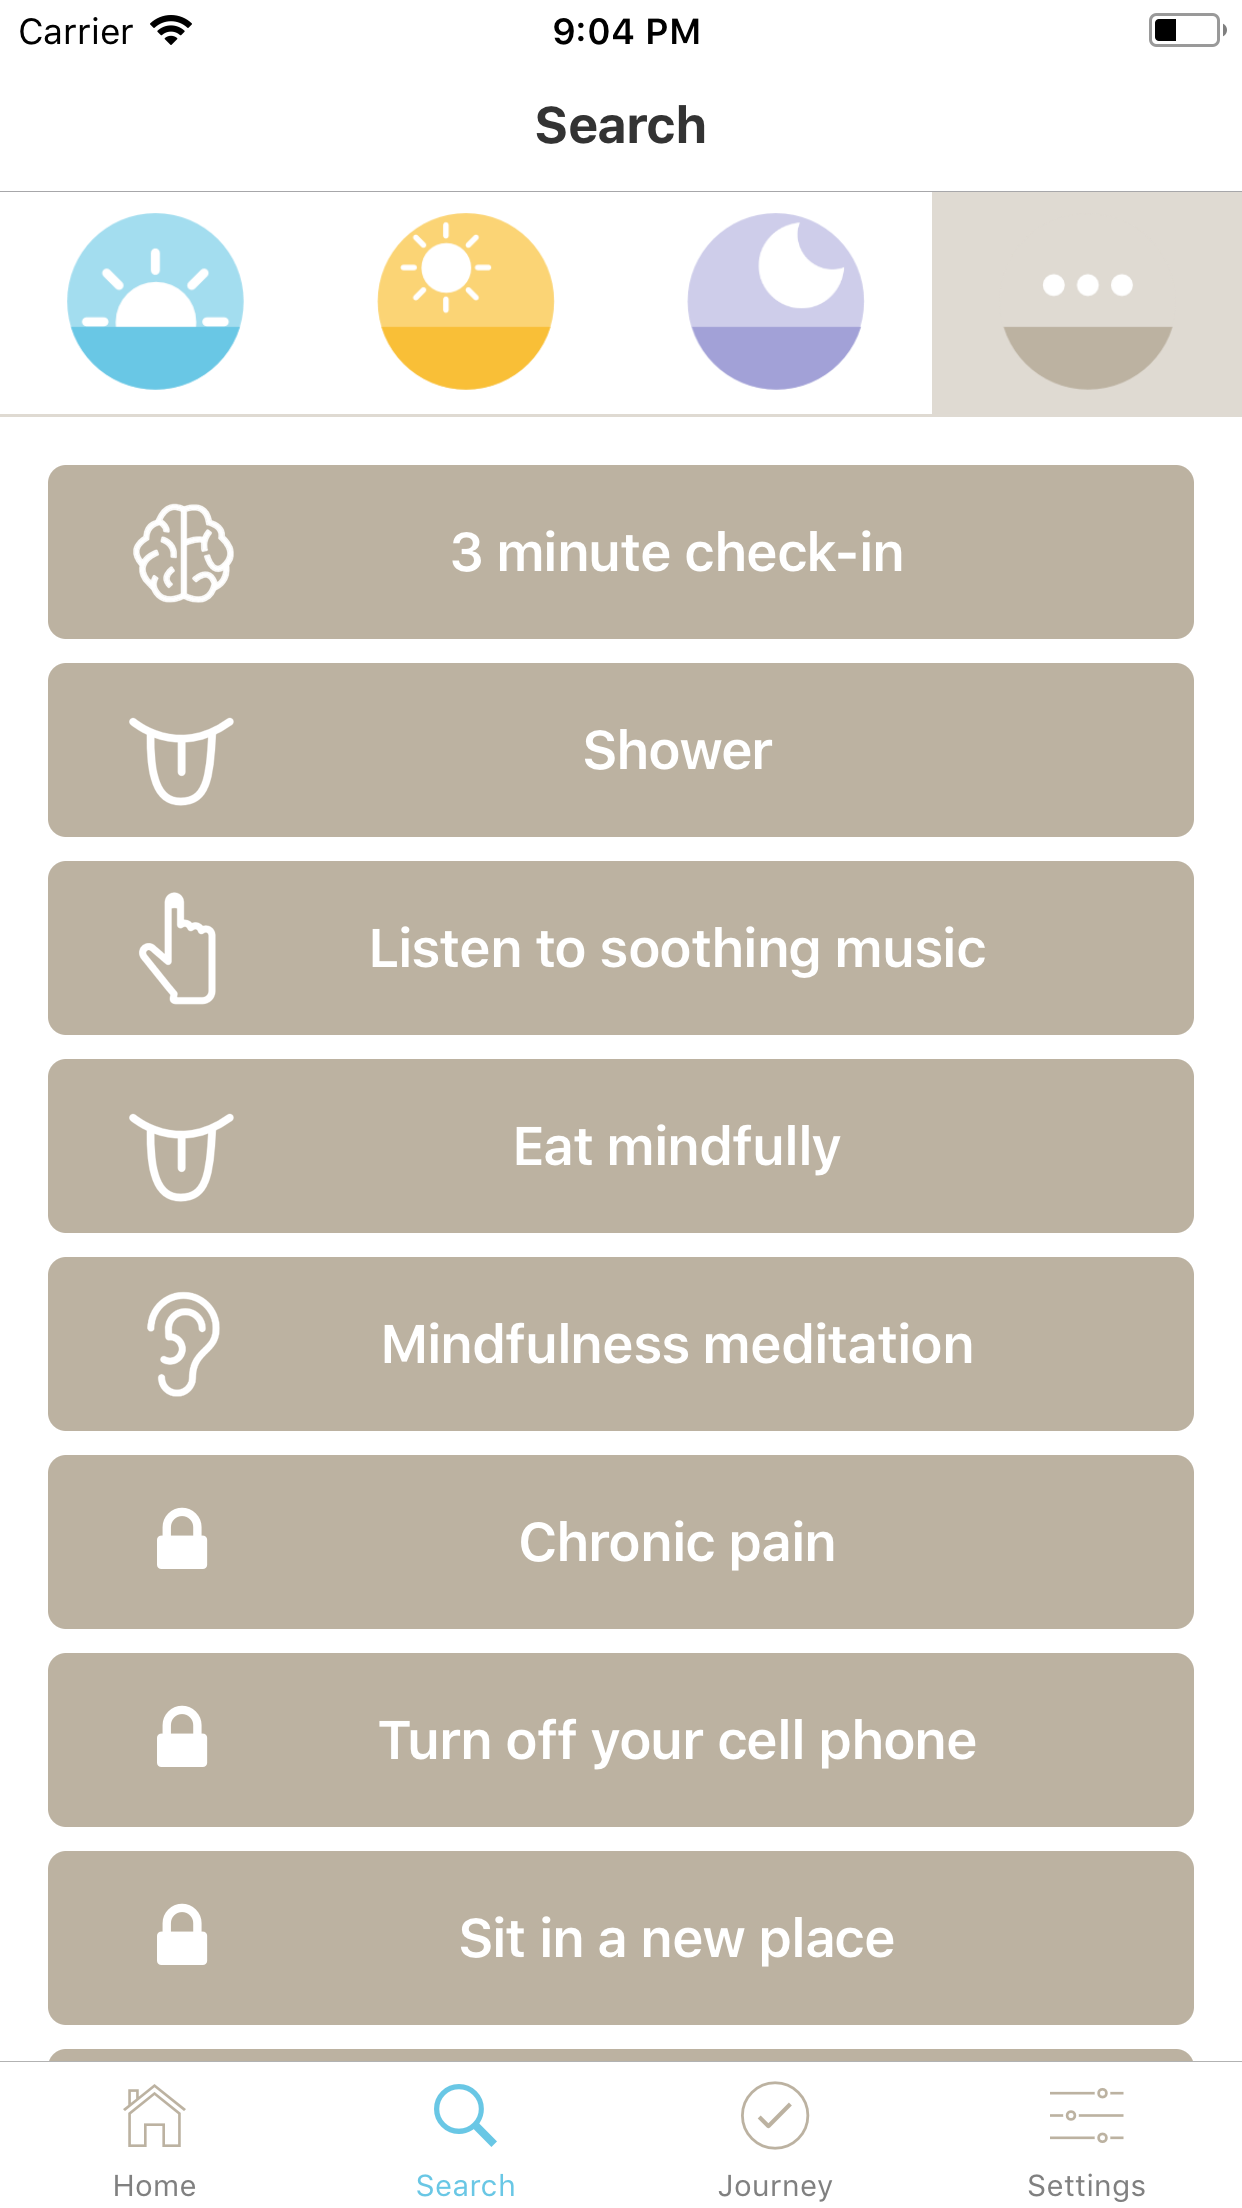 Carrier 9:04 PM
Search
3 minute check-in
Shower
Listen to soothing music
Eat mindfully
Mindfulness meditation
Chronic pain
Turn off your cell phone
Sit in a new place
Home Search Journey Settings